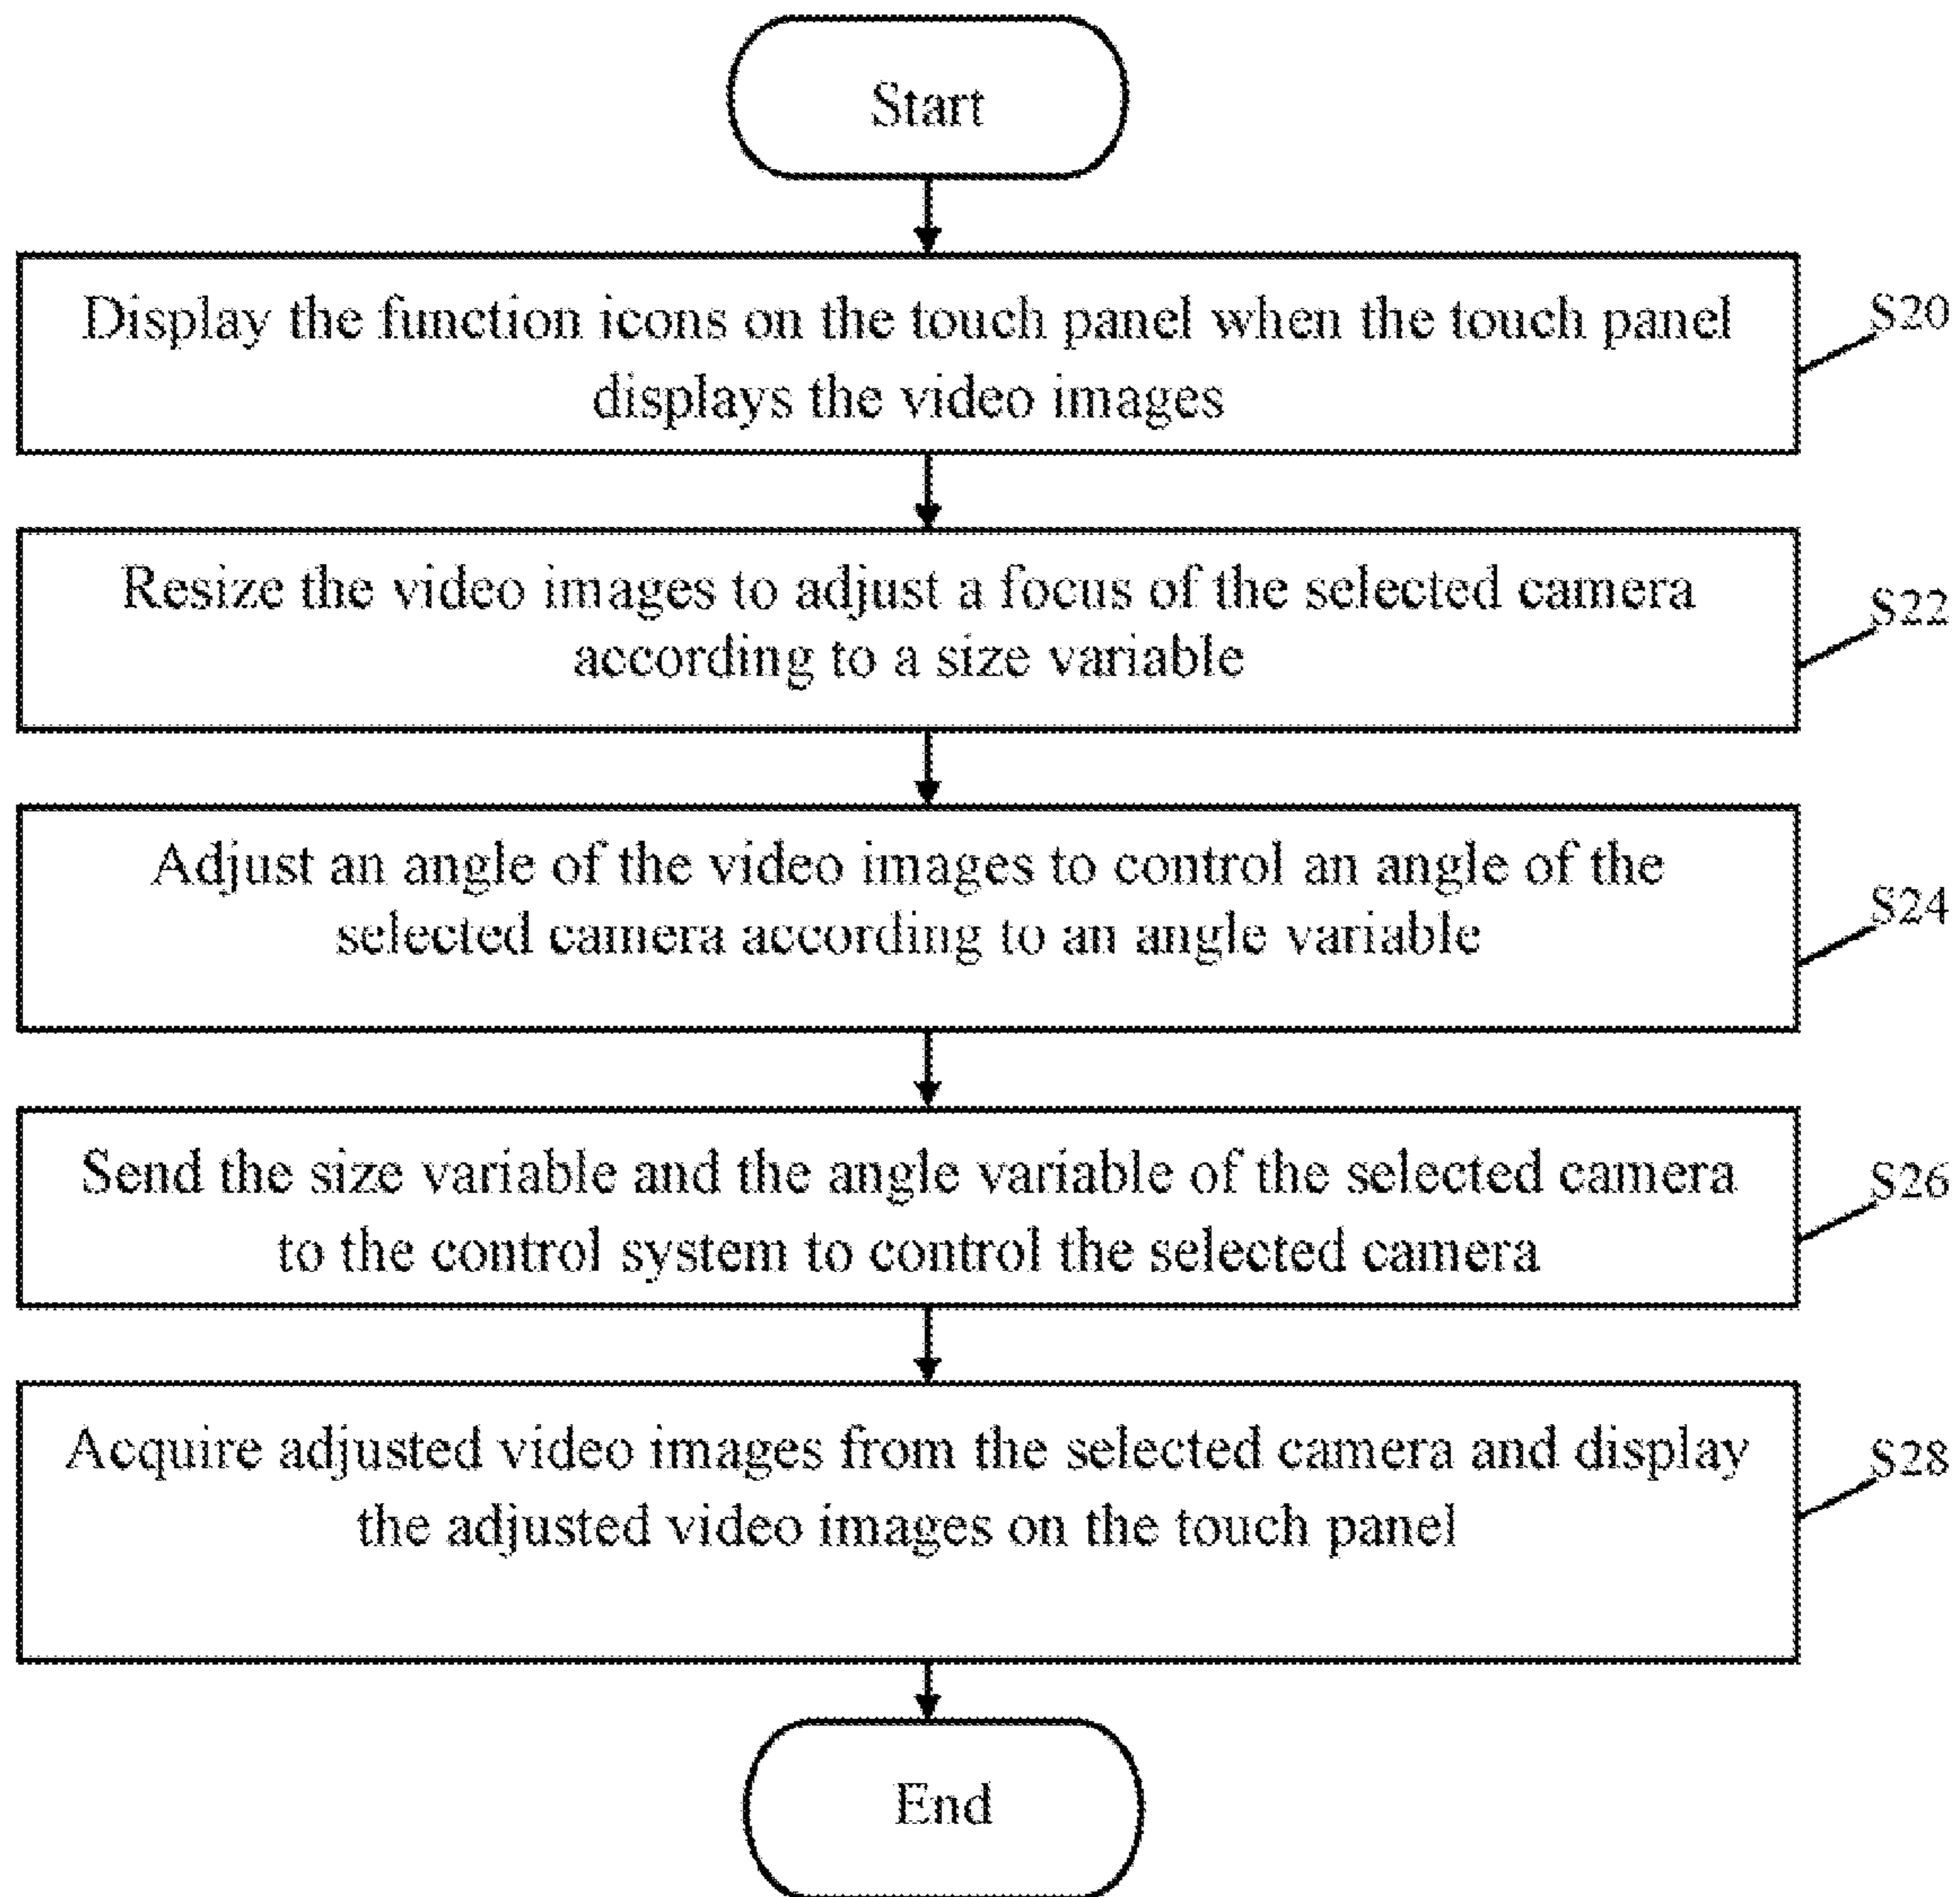 Start
Display the function icons on the touch panel when the touch panel
displays the video images
S20
Resize the video images to adjust a focus of the selected camera
according to a size variable
S22
Adjust an angle of the video images to control an angle of the
selected camera according to an angle variable
S24
Send the size variable and the angle variable of the selected camera
to the control system to control the selected camera
S26
Acquire adjusted video images from the selected camera and display
the adjusted video images on the touch panel
S28
End